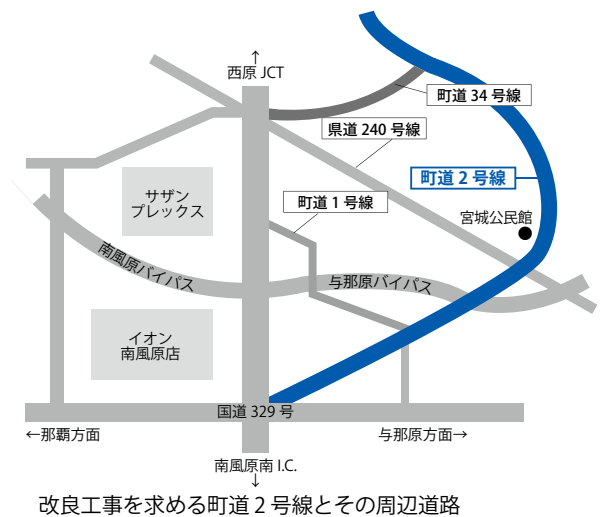 ↑
西原 JCT
町道 34 号線
県道 240 号線
町道 2 号線
サザン
プレックス
町道 1 号線
宮城公民館
南風原バイパス
与那原バイパス
イオン
南風原店
国道 329 号
←那覇方面
与那原方面→
南風原南 I.C.
↓
改良工事を求める町道 2 号線とその周辺道路